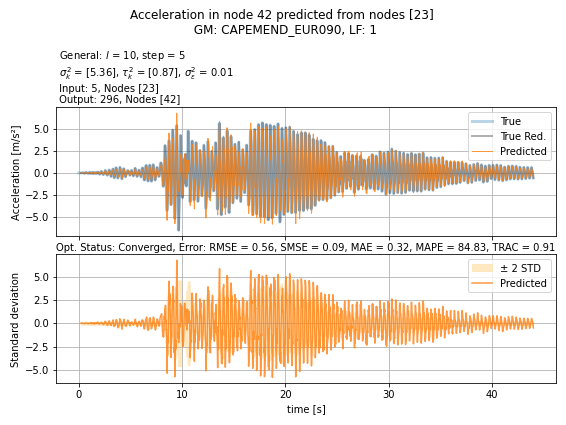 Acceleration in node 42 predicted from nodes [23]
GM: CAPEMEND_EUR090, LF: 1
General: l = 10, step = 5
σ²ₖ = [5.36], τ²ₖ = [0.87], σ²ₑ = 0.01
Input: 5, Nodes [23]
Output: 296, Nodes [42]
Acceleration [m/s²]
5.0
2.5
0.0
−2.5
−5.0
True
True Red.
Predicted
Opt. Status: Converged, Error: RMSE = 0.56, SMSE = 0.09, MAE = 0.32, MAPE = 84.83, TRAC = 0.91
Standard deviation
5.0
2.5
0.0
−2.5
−5.0
± 2 STD
Predicted
0 10 20 30 40
time [s]